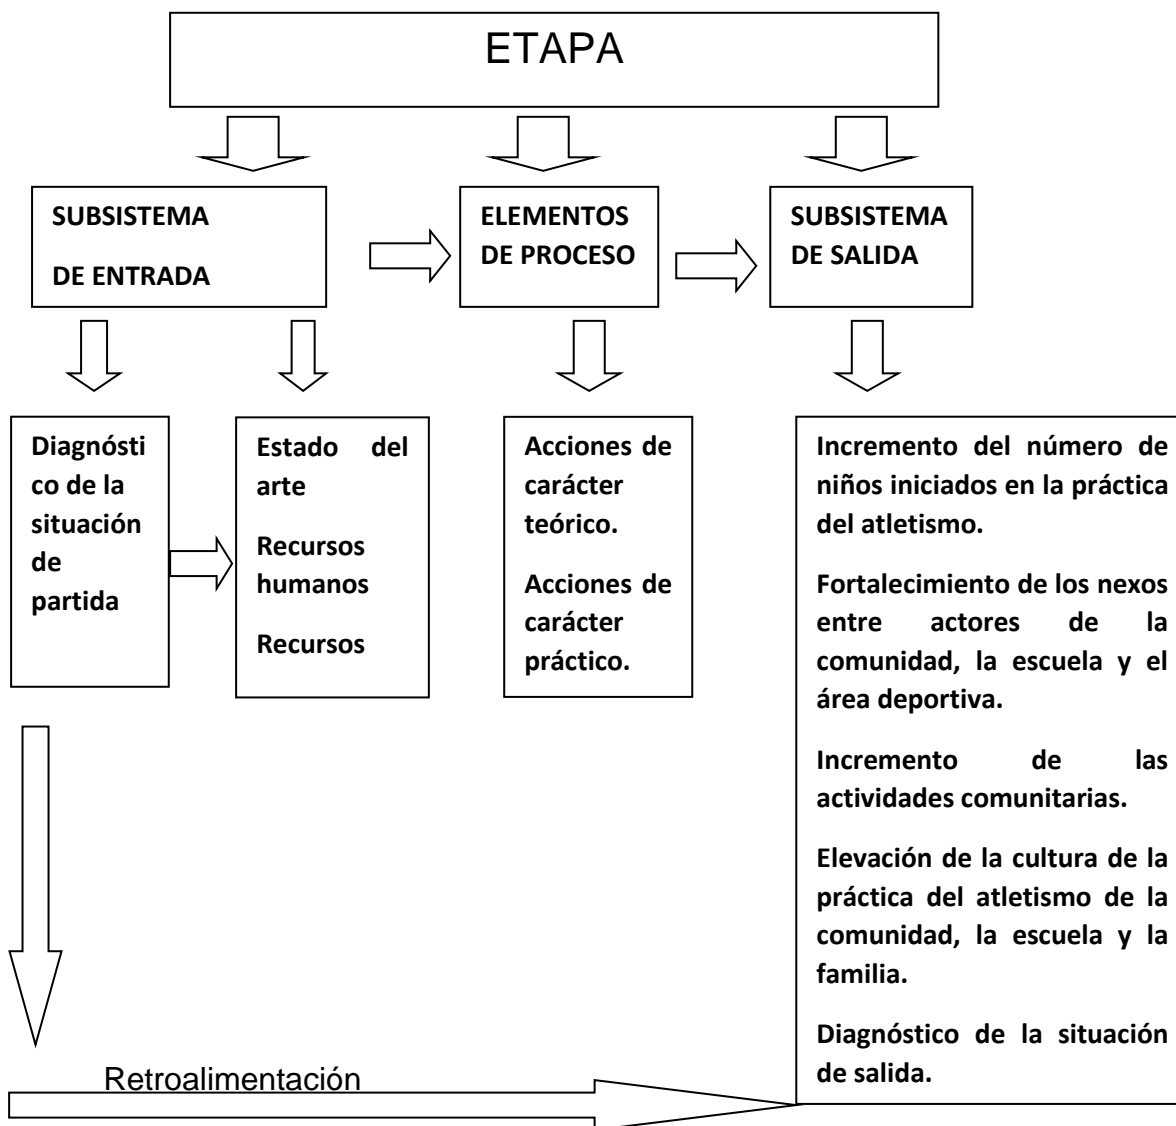 ETAPA
SUBSISTEMA
DE ENTRADA
ELEMENTOS
DE PROCESO
SUBSISTEMA
DE SALIDA
Diagnósti
co de la
situación
de
partida
Estado del
arte
Recursos
humanos
Recursos
Acciones de
carácter
teórico.
Acciones de
carácter
práctico.
Incremento del número de
niños iniciados en la práctica
del atletismo.
Fortalecimiento de los nexos
entre actores de la
comunidad, la escuela y el
área deportiva.
Incremento de las
actividades comunitarias.
Elevación de la cultura de la
práctica del atletismo de la
comunidad, la escuela y la
familia.
Diagnóstico de la situación
de salida.
Retroalimentación